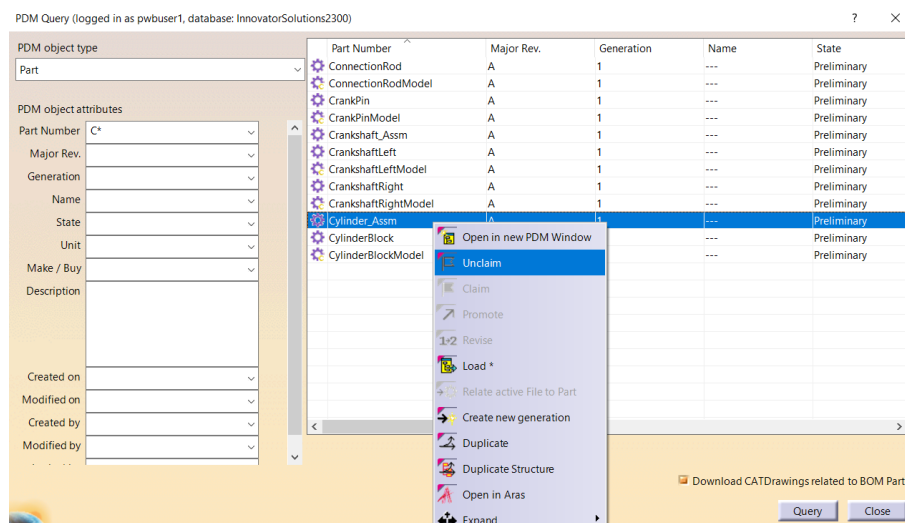 PDM Query (logged in as pwbuser1, database: InnovatorSolutions2300) ? ×
PDM object type
Part
PDM object attributes
Part Number C*
Major Rev.
Generation
Name
State
Unit
Make / Buy
Description
Created on
Modified on
Created by
Modified by
Part Number Major Rev. Generation Name State
ConnectionRod A 1 --- Preliminary
ConnectionRodModel A 1 --- Preliminary
CrankPin A 1 --- Preliminary
CrankPinModel A 1 --- Preliminary
Crankshaft_Assm A 1 --- Preliminary
CrankshaftLeft A 1 --- Preliminary
CrankshaftLeftModel A 1 --- Preliminary
CrankshaftRight A 1 --- Preliminary
CrankshaftRightModel A 1 --- Preliminary
Cylinder_Assm A 1 --- Preliminary
CylinderBlock --- Preliminary
CylinderBlockModel --- Preliminary
Open in new PDM Window
Unclaim
Claim
Promote
1→2 Revise
Load *
Relate active File to Part
Create new generation
Duplicate
Duplicate Structure
Open in Aras
Expand
Download CATDrawings related to BOM Part
Query Close